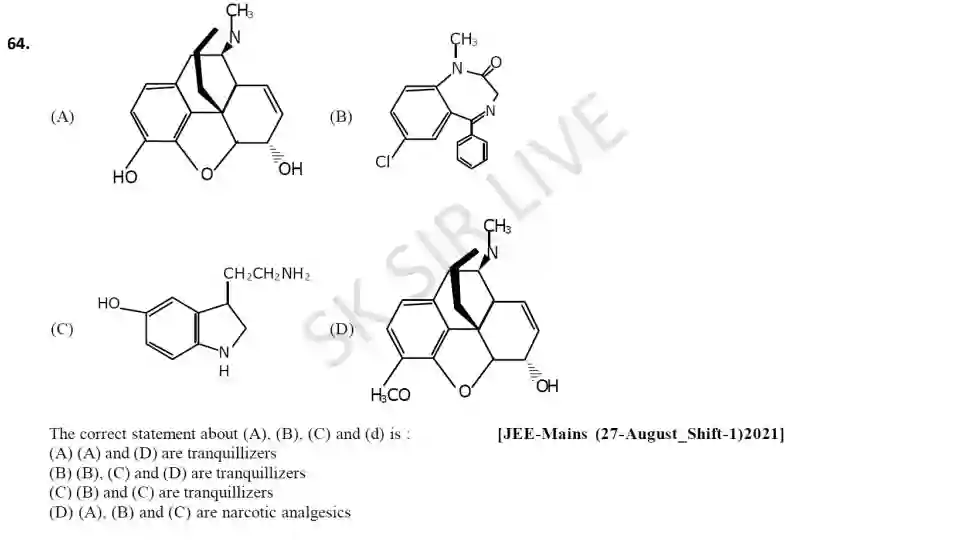 64.
(A)
CH₃
N
HO
O
OH
(B)
CH₃
N
O
N
Cl
(C)
HO
CH₂CH₂NH₂
N
H
(D)
CH₃
N
H₃CO
O
OH
SK SIR LIVE
The correct statement about (A), (B), (C) and (d) is : [JEE-Mains (27-August_Shift-1)2021]
(A) (A) and (D) are tranquillizers
(B) (B), (C) and (D) are tranquillizers
(C) (B) and (C) are tranquillizers
(D) (A), (B) and (C) are narcotic analgesics